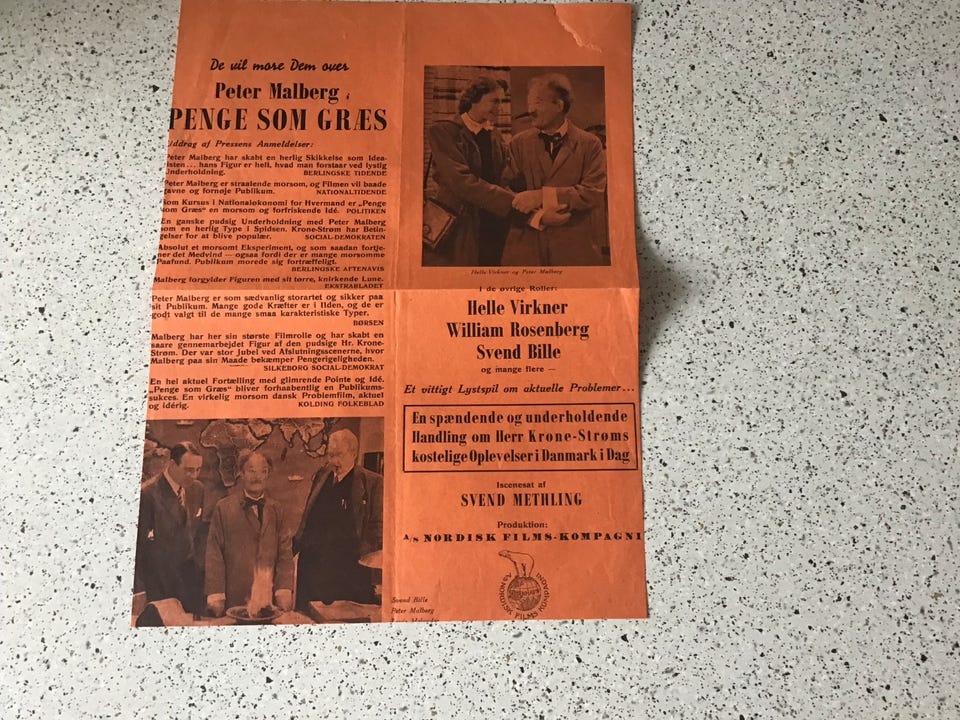 De vil more Dem over
Peter Malberg i
PENGE SOM GRÆS
Uddrag af Pressens Anmeldelser:
Peter Malberg har skabt en herlig Skikkelse som Idea-
listen... hans Figur er helt, hvad man forstaar ved lystig
Underholdning. BERLINGSKE TIDENDE
Peter Malberg er straalende morsom, og Filmen vil baade
gavne og fornøje Publikum. NATIONALTIDENDE
Som Kursus i Nationaløkonomi for Hvermand er „Penge
som Græs“ en morsom og forfriskende Idé. POLITIKEN
En ganske pudsig Underholdning med Peter Malberg
som en herlig Type i Spidsen. Krone-Strøm har Betin-
gelser for at blive populær. SOCIAL-DEMOKRATEN
Absolut et morsomt Eksperiment, og som saadan fortje-
ner det Medvind — ogsaa fordi der er mange morsomme
Paafund. Publikum morede sig fortræffeligt.
BERLINGSKE AFTENAVIS
Malberg forgylder Figuren med sit tørre, knirkende Lune.
EKSTRABLADET
Peter Malberg er som sædvanlig storartet og sikker paa
sit Publikum. Mange gode Kræfter er i Ilden, og de er
godt valgt til de mange smaa karakteristiske Typer.
BØRSEN
Malberg har her sin største Filmrolle og har skabt en
saare gennemarbejdet Figur af den pudsige Hr. Krone-
Strøm. Der var stor Jubel ved Afslutningsscenerne, hvor
Malberg paa sin Maade bekæmper Pengerigeligheden.
SILKEBORG SOCIAL-DEMOKRAT
En hel aktuel Fortælling med glimrende Pointe og Idé.
„Penge som Græs“ bliver forhaabentlig en Publikums-
sukces. En virkelig morsom dansk Problemfilm, aktuel
og idérig. KOLDING FOLKEBLAD
Svend Bille
Peter Malberg
Helle Virkner og Peter Malberg
I de øvrige Roller:
Helle Virkner
William Rosenberg
Svend Bille
og mange flere —
Et vittigt Lystspil om aktuelle Problemer...
En spændende og underholdende
Handling om Herr Krone-Strøms
kostelige Oplevelser i Danmark i Dag
Iscenesat af
SVEND METHLING
Produktion:
A/S NORDISK FILMS-KOMPAGNI
A/S NORDISK FILMS KOMPAGNI